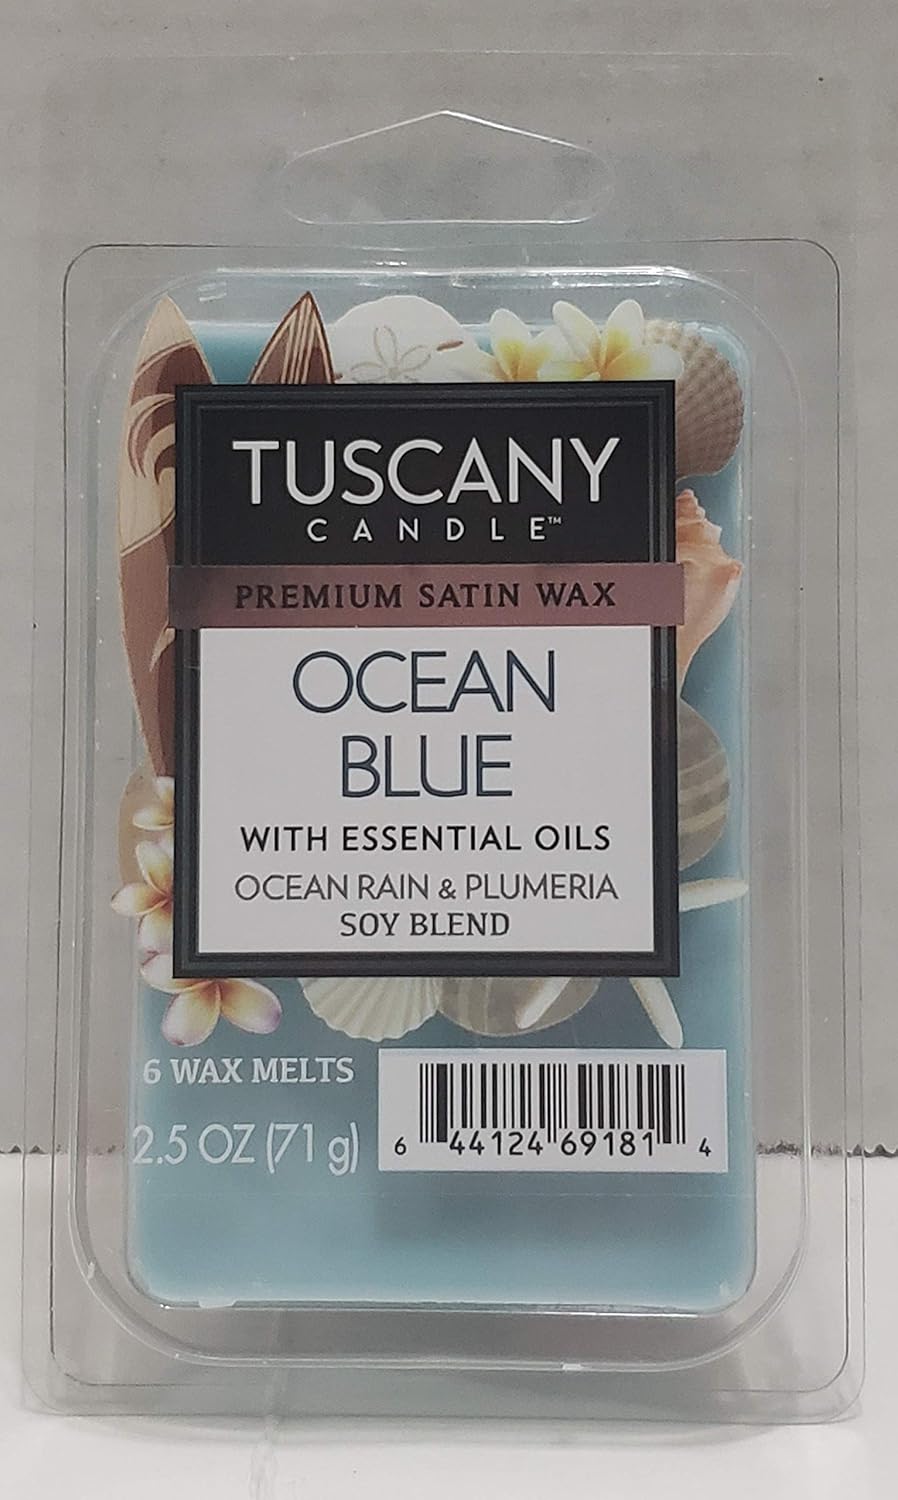 TUSCANY
CANDLE™
PREMIUM SATIN WAX
OCEAN
BLUE
WITH ESSENTIAL OILS
OCEAN RAIN & PLUMERIA
SOY BLEND
6 WAX MELTS
2.5 OZ (71 g)
6 44124 69181 4